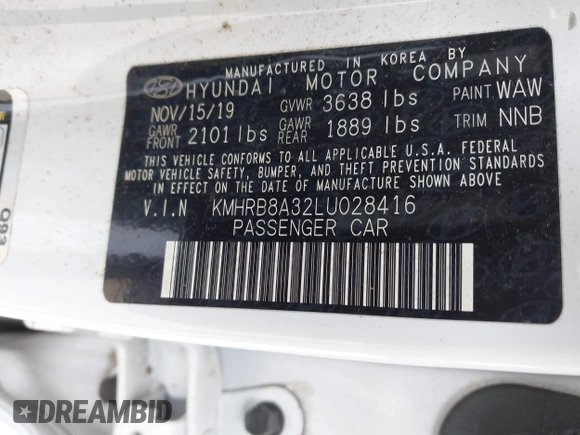 MANUFACTURED IN KOREA BY
HYUNDAI MOTOR COMPANY
NOV/15/19 GVWR 3638 lbs PAINT: WAW
GAWR FRONT 2101 lbs GAWR REAR 1889 lbs TRIM NNB
THIS VEHICLE CONFORMS TO ALL APPLICABLE U.S.A. FEDERAL
MOTOR VEHICLE SAFETY, BUMPER, AND THEFT PREVENTION STANDARDS
IN EFFECT ON THE DATE OF MANUFACTURE SHOWN ABOVE
V.I.N KMHRB8A32LU028416
PASSENGER CAR
Q93
DREAMBID